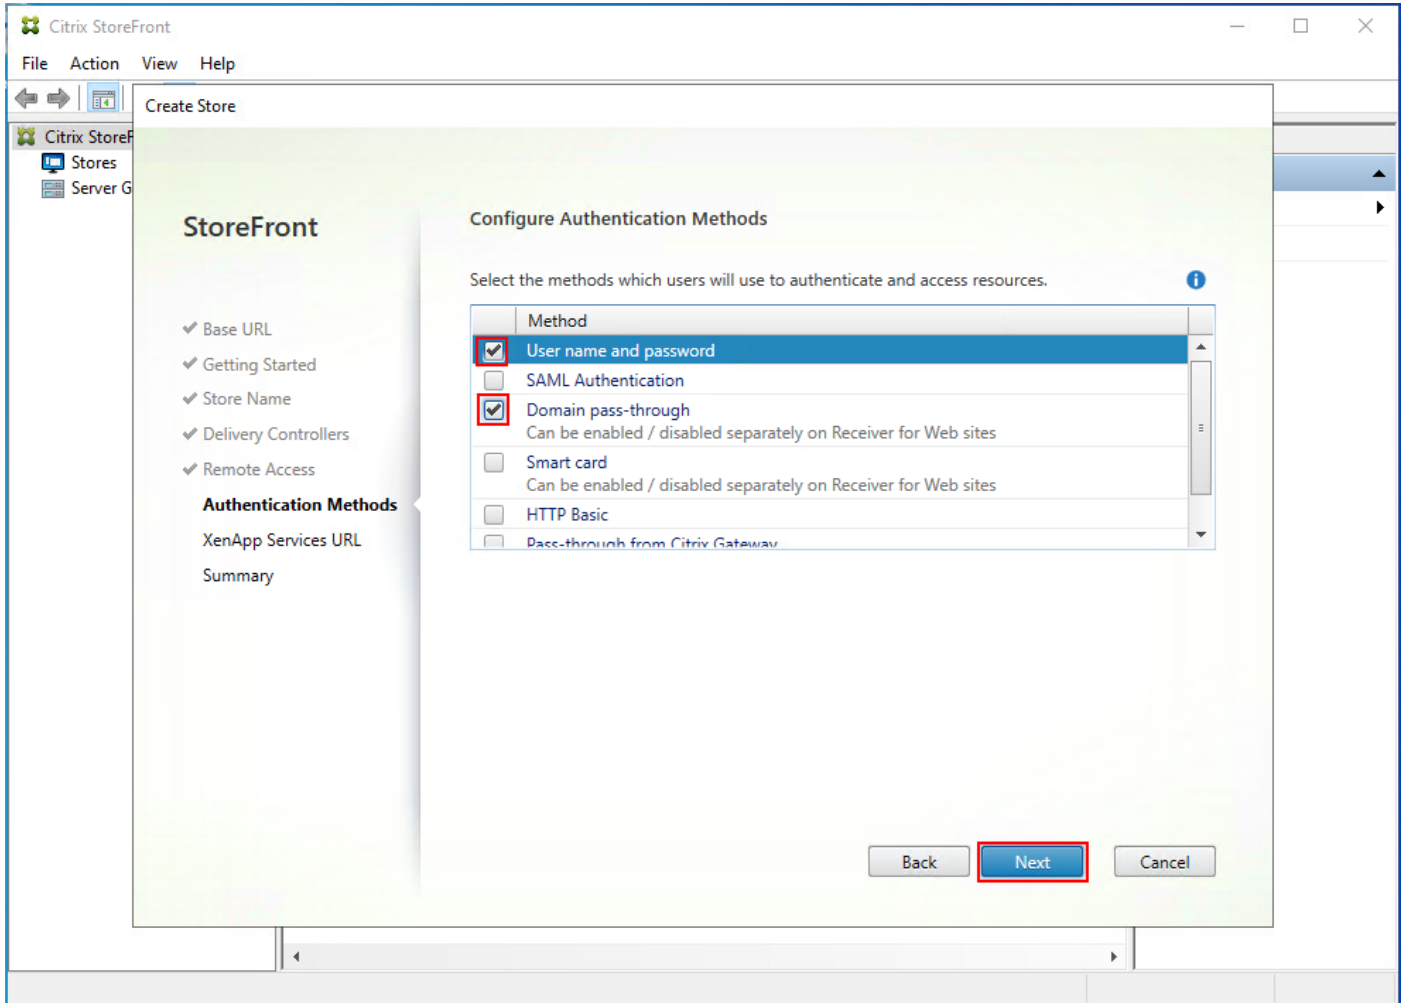 Citrix StoreFront
File Action View Help
Create Store
Citrix StoreF
Stores
Server G
StoreFront
Base URL
Getting Started
Store Name
Delivery Controllers
Remote Access
Authentication Methods
XenApp Services URL
Summary
Configure Authentication Methods
Select the methods which users will use to authenticate and access resources.
Method
User name and password
SAML Authentication
Domain pass-through
Can be enabled / disabled separately on Receiver for Web sites
Smart card
Can be enabled / disabled separately on Receiver for Web sites
HTTP Basic
Pass-through from Citrix Gateway
Back Next Cancel